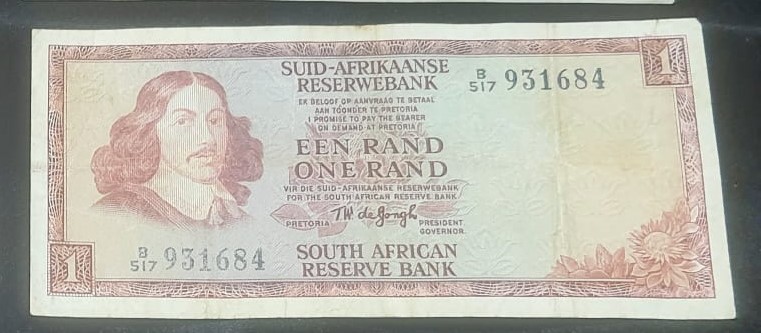 1
SUID-AFRIKAANSE
RESERWEBANK
B/517 931684
EK BELOOF OP AANVRAAG TE BETAAL
AAN TOONDER TE PRETORIA
I PROMISE TO PAY THE BEARER
ON DEMAND AT PRETORIA
EEN RAND
ONE RAND
VIR DIE SUID-AFRIKAANSE RESERWEBANK
FOR THE SOUTH AFRICAN RESERVE BANK
TW de Jongh
PRETORIA
PRESIDENT
GOVERNOR
B/517 931684
SOUTH AFRICAN
RESERVE BANK
1